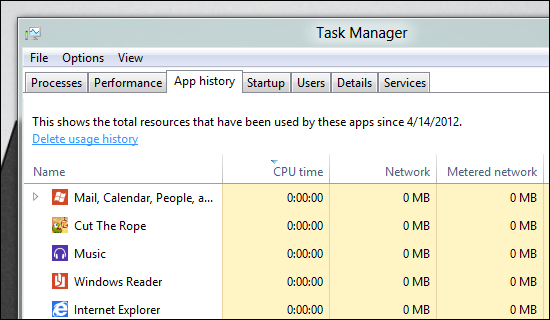 Task Manager
File Options View
Processes Performance App history Startup Users Details Services
This shows the total resources that have been used by these apps since 4/14/2012.
Delete usage history
Name CPU time Network Metered network
Mail, Calendar, People, a... 0:00:00 0 MB 0 MB
Cut The Rope 0:00:00 0 MB 0 MB
Music 0:00:00 0 MB 0 MB
Windows Reader 0:00:00 0 MB 0 MB
Internet Explorer 0:00:00 0 MB 0 MB